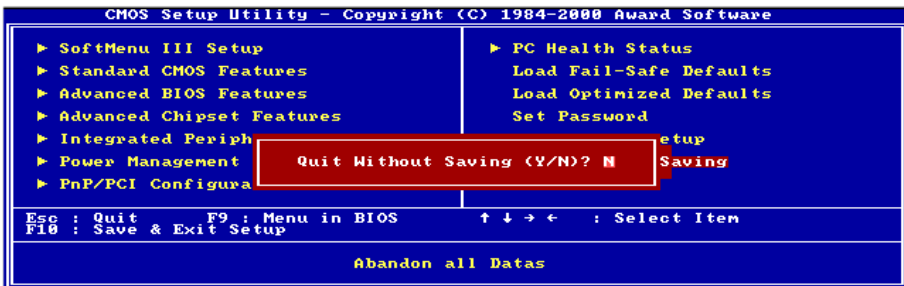 CMOS Setup Utility - Copyright (C) 1984-2000 Award Software
► SoftMenu III Setup
► Standard CMOS Features
► Advanced BIOS Features
► Advanced Chipset Features
► Integrated Periph
► Power Management
► PnP/PCI Configura
► PC Health Status
Load Fail-Safe Defaults
Load Optimized Defaults
Set Password
etup
Saving
Quit Without Saving (Y/N)? N
Esc : Quit F9 : Menu in BIOS ↑ ↓ → ← : Select Item
F10 : Save & Exit Setup
Abandon all Datas